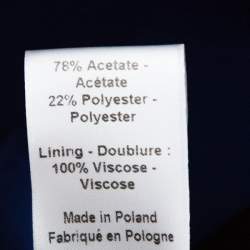 78% Acetate -
Acétate
22% Polyester -
Polyester
Lining - Doublure :
100% Viscose -
Viscose
Made in Poland
Fabriqué en Pologne